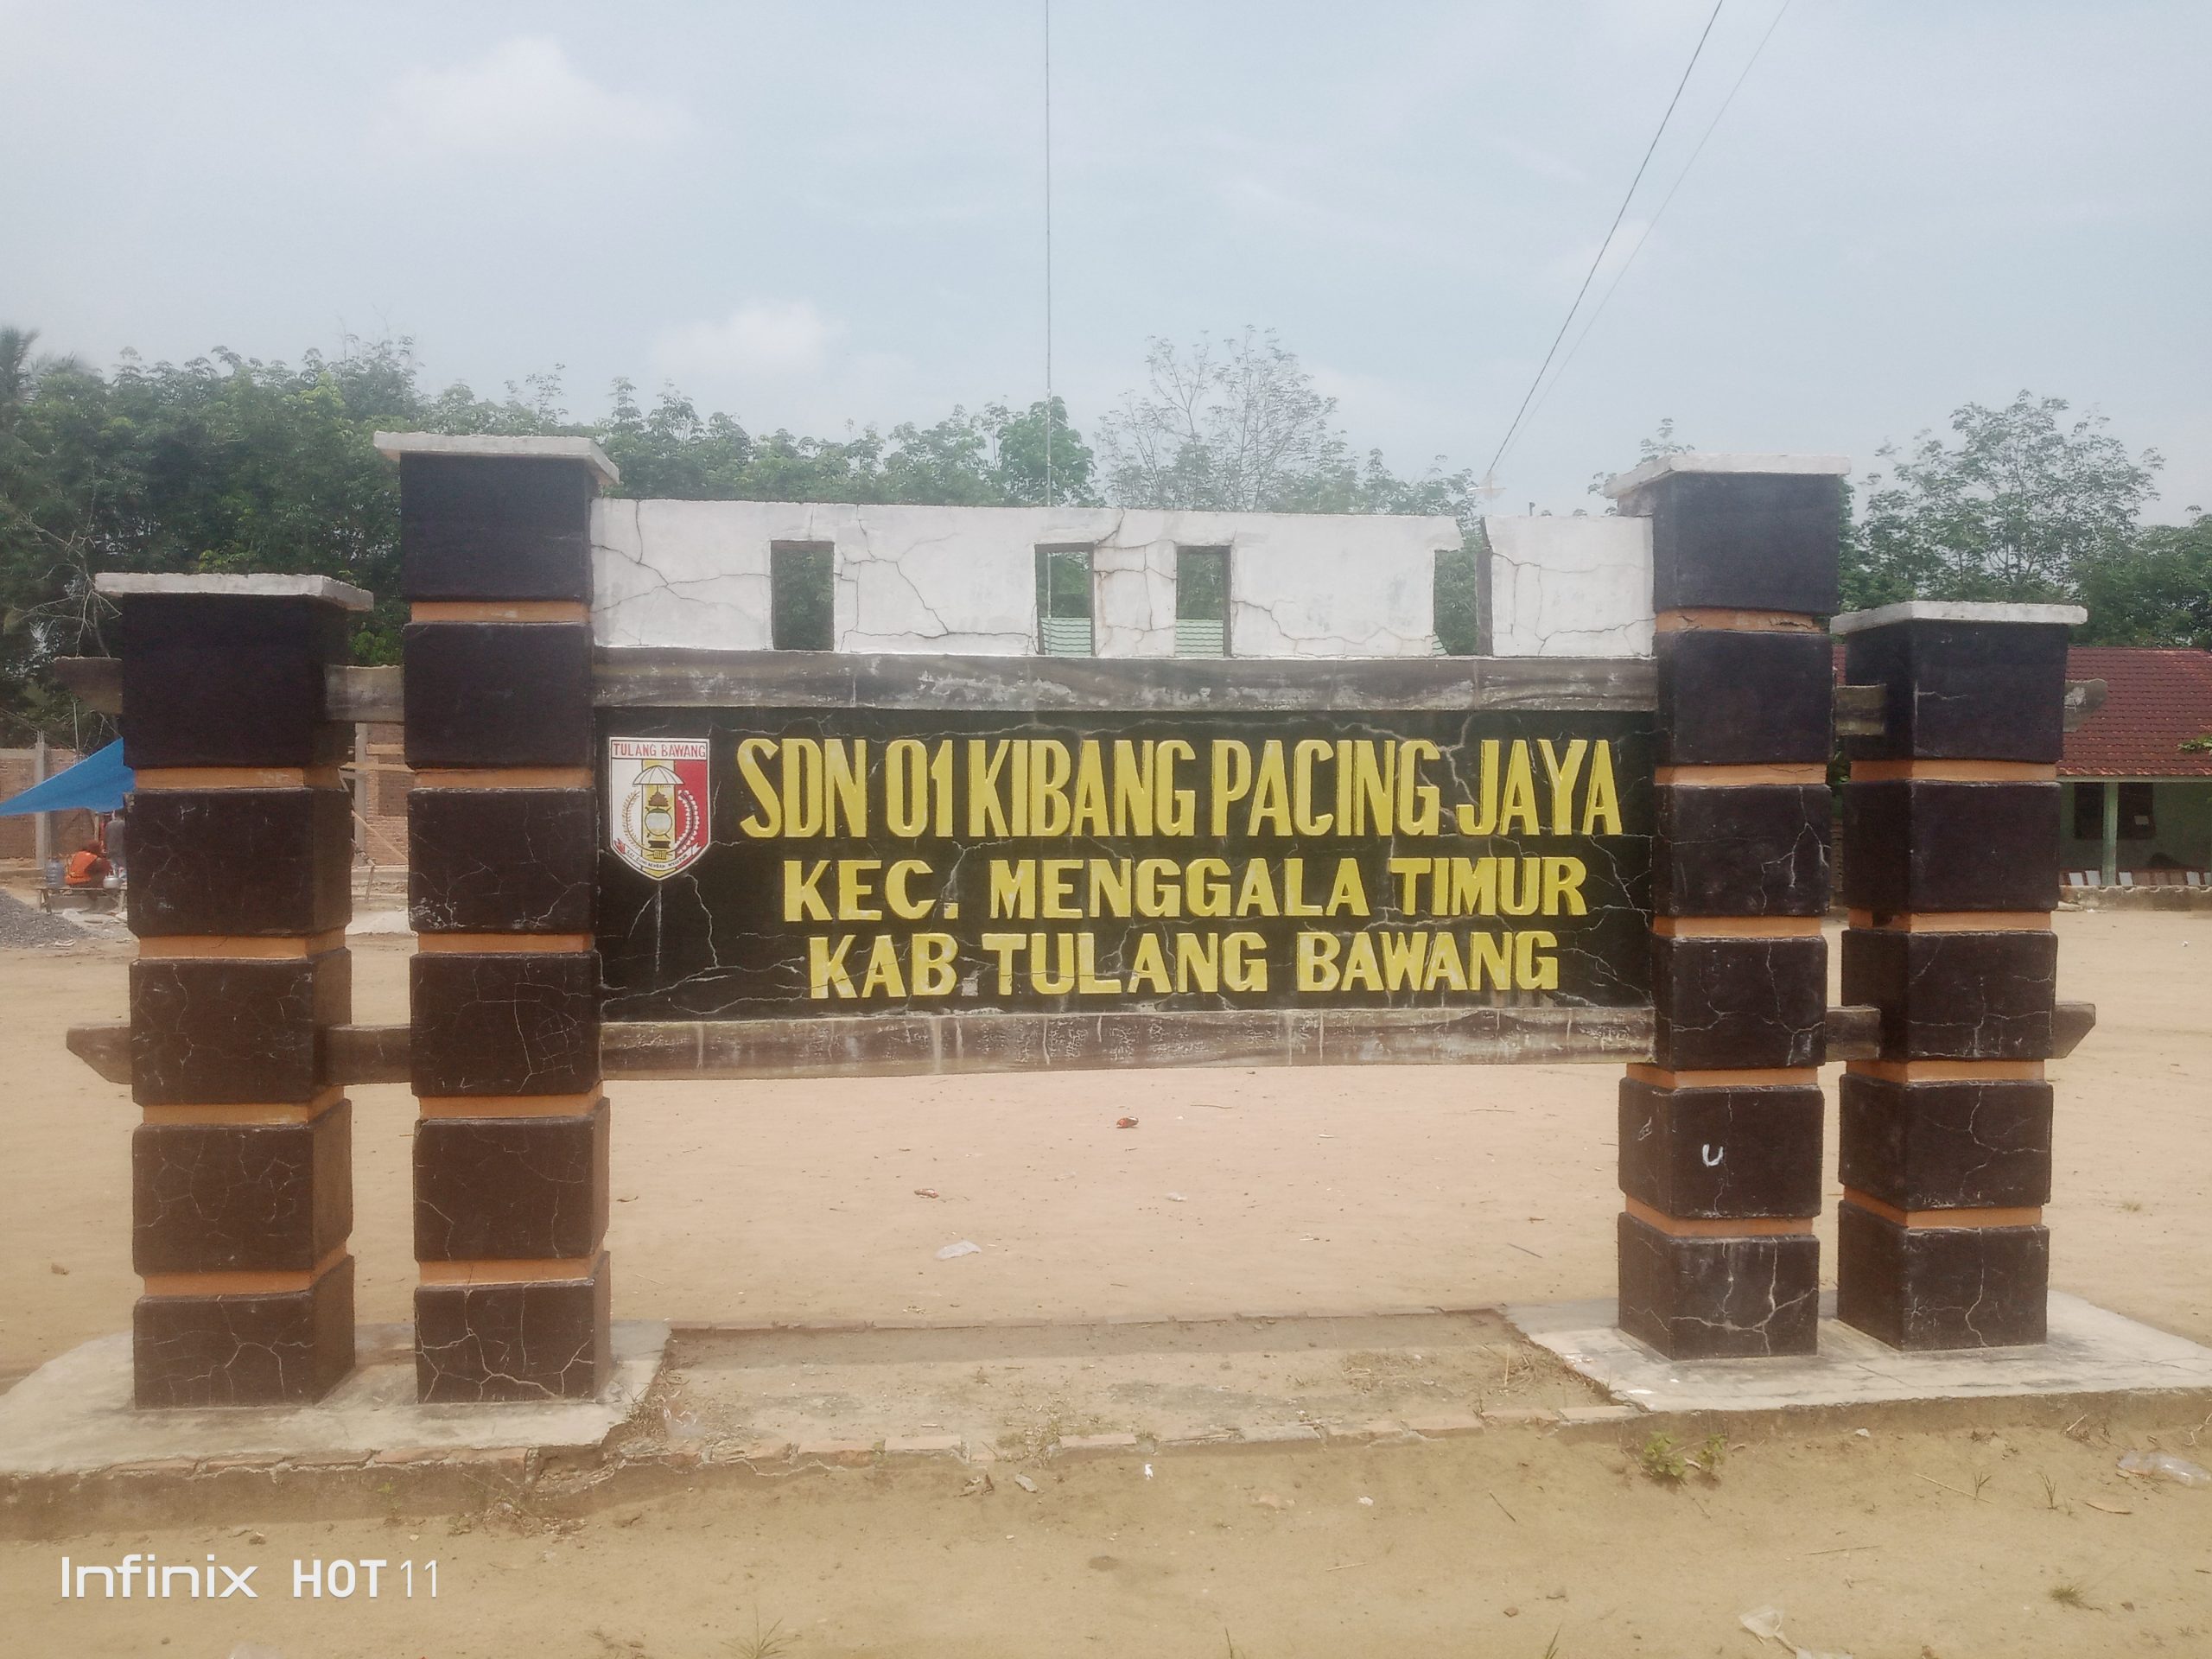 TULANG BAWANG
SDN 01 KIBANG PACING JAYA
KEC. MENGGALA TIMUR
KAB TULANG BAWANG
U
Infinix HOT 11